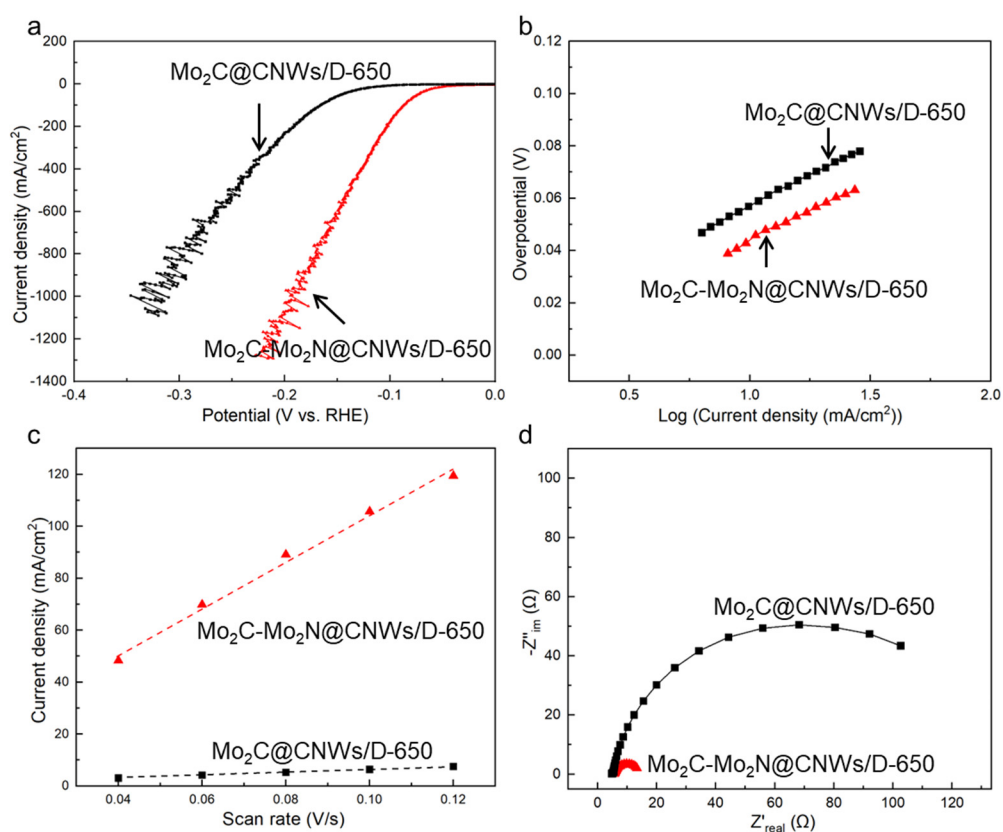 a
200
0
-200
-400
-600
-800
-1000
-1200
-1400
-0.4
-0.3
-0.2
-0.1
0.0
Current density (mA/cm²)
Potential (V vs. RHE)
Mo₂C@CNWs/D-650
Mo₂C-Mo₂N@CNWs/D-650
b
0.12
0.10
0.08
0.06
0.04
0.02
0.00
0.5
1.0
1.5
2.0
Overpotential (V)
Log (Current density (mA/cm²))
Mo₂C@CNWs/D-650
Mo₂C-Mo₂N@CNWs/D-650
c
120
100
80
60
40
20
0
0.04
0.06
0.08
0.10
0.12
Current density (mA/cm²)
Scan rate (V/s)
Mo₂C-Mo₂N@CNWs/D-650
Mo₂C@CNWs/D-650
d
100
80
60
40
20
0
0
20
40
60
80
100
120
-Z''im (Ω)
Z'real (Ω)
Mo₂C@CNWs/D-650
Mo₂C-Mo₂N@CNWs/D-650